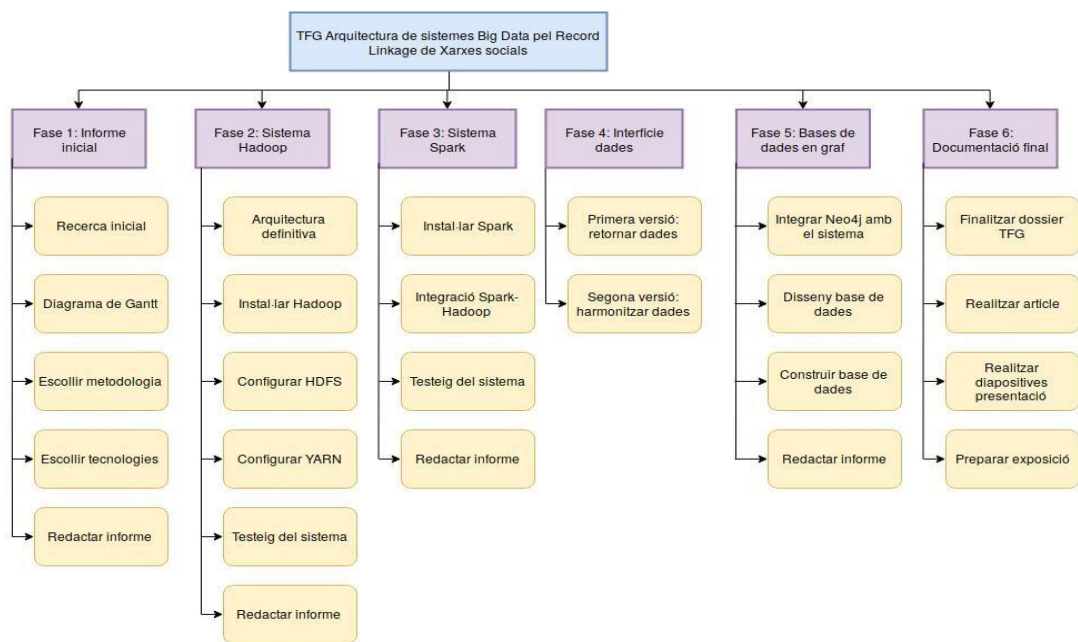 TFG Arquitectura de sistemes Big Data pel Record
Linkage de Xarxes socials
Fase 1: Informe
inicial
Recerca inicial
Diagrama de Gantt
Escollir metodologia
Escollir tecnologies
Redactar informe
Fase 2: Sistema
Hadoop
Arquitectura
definitiva
Instal·lar Hadoop
Configurar HDFS
Configurar YARN
Testeig del sistema
Redactar informe
Fase 3: Sistema
Spark
Instal·lar Spark
Integració Spark-
Hadoop
Testeig del sistema
Redactar informe
Fase 4: Interficie
dades
Primera versió:
retornar dades
Segona versió:
harmonitzar dades
Fase 5: Bases de
dades en graf
Integrar Neo4j amb
el sistema
Disseny base de
dades
Construir base de
dades
Redactar informe
Fase 6:
Documentació final
Finalitzar dossier
TFG
Realitzar article
Realitzar
diapositives
presentació
Preparar exposició